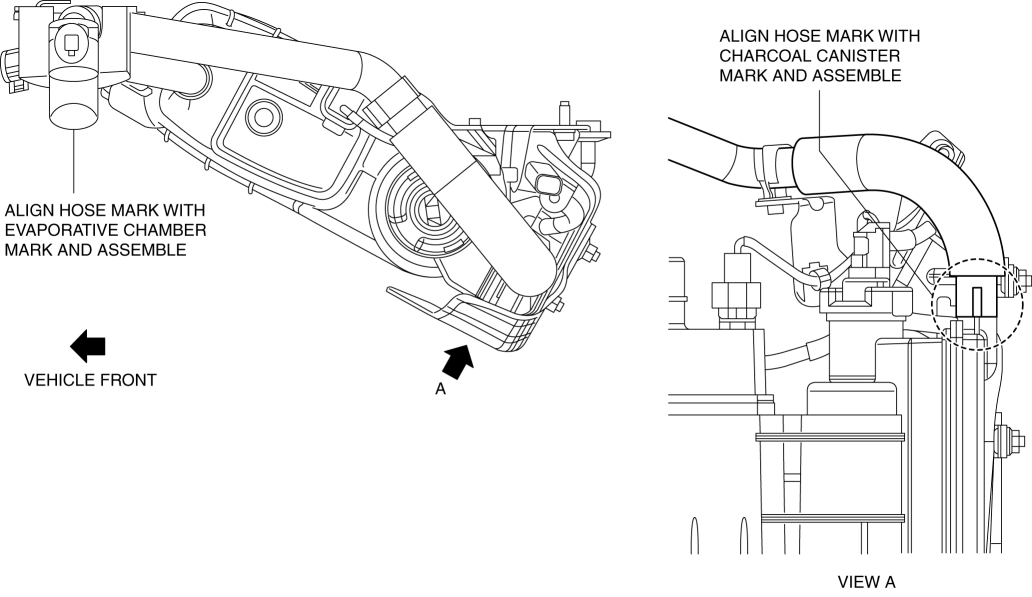 ALIGN HOSE MARK WITH
EVAPORATIVE CHAMBER
MARK AND ASSEMBLE
VEHICLE FRONT
A
ALIGN HOSE MARK WITH
CHARCOAL CANISTER
MARK AND ASSEMBLE
VIEW A